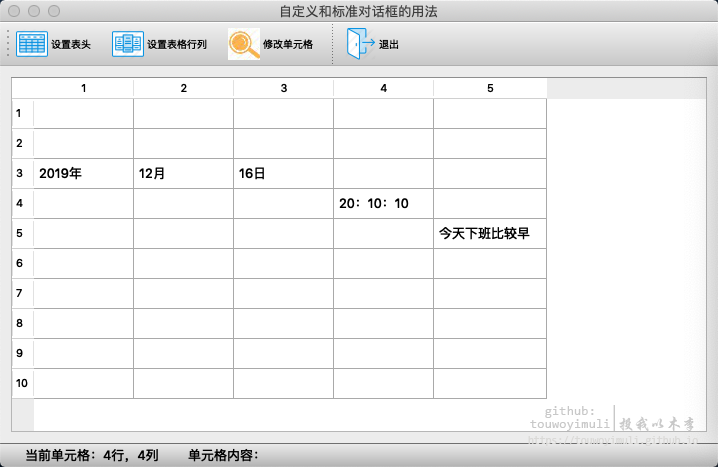 自定义和标准对话框的用法
设置表头 设置表格行列 修改单元格 退出
1 2 3 4 5
1
2
3 2019年 12月 16日
4 20：10：10
5 今天下班比较早
6
7
8
9
10
github:
touwoyimuli 投我以木李
https://touwoyimuli.github.io
当前单元格：4行，4列 单元格内容：